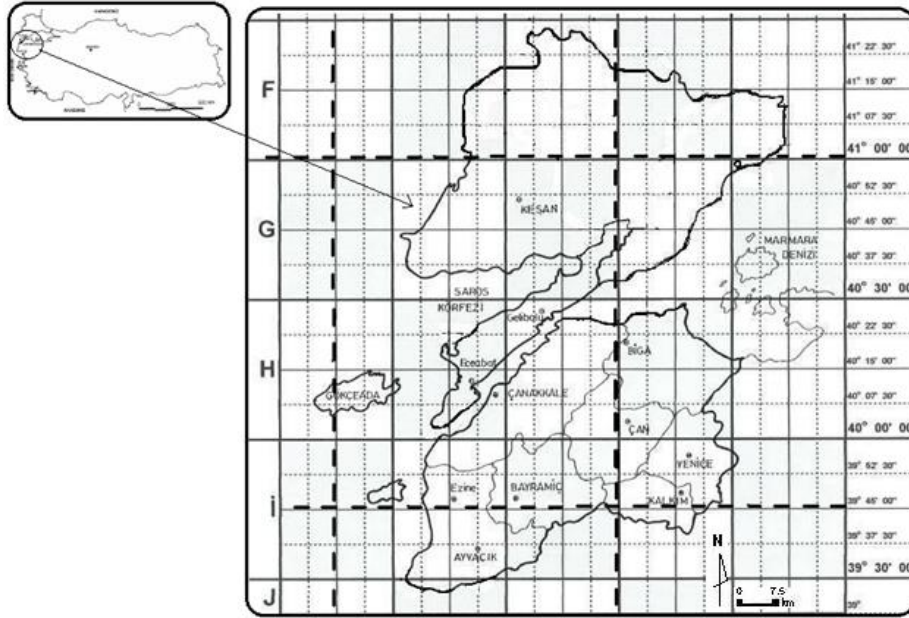 F
G
H
İ
J
KEŞAN
SAROS
KÖRFEZİ
Gelibolu
Eceabat
ÇANAKKALE
GÖKÇEADA
BİGA
ÇAN
YENİCE
KALKIM
Ezine
BAYRAMİÇ
AYVACIK
MARMARA
DENİZİ
41° 22' 30"
41° 15' 00"
41° 07' 30"
41° 00' 00
40° 52' 30"
40° 45' 00"
40° 37' 30"
40° 30' 00
40° 22' 30"
40° 15' 00"
40° 07' 30"
40° 00' 00
39° 52' 30"
39° 45' 00"
39° 37' 30"
39° 30' 00
39°
N
0 7.5
km